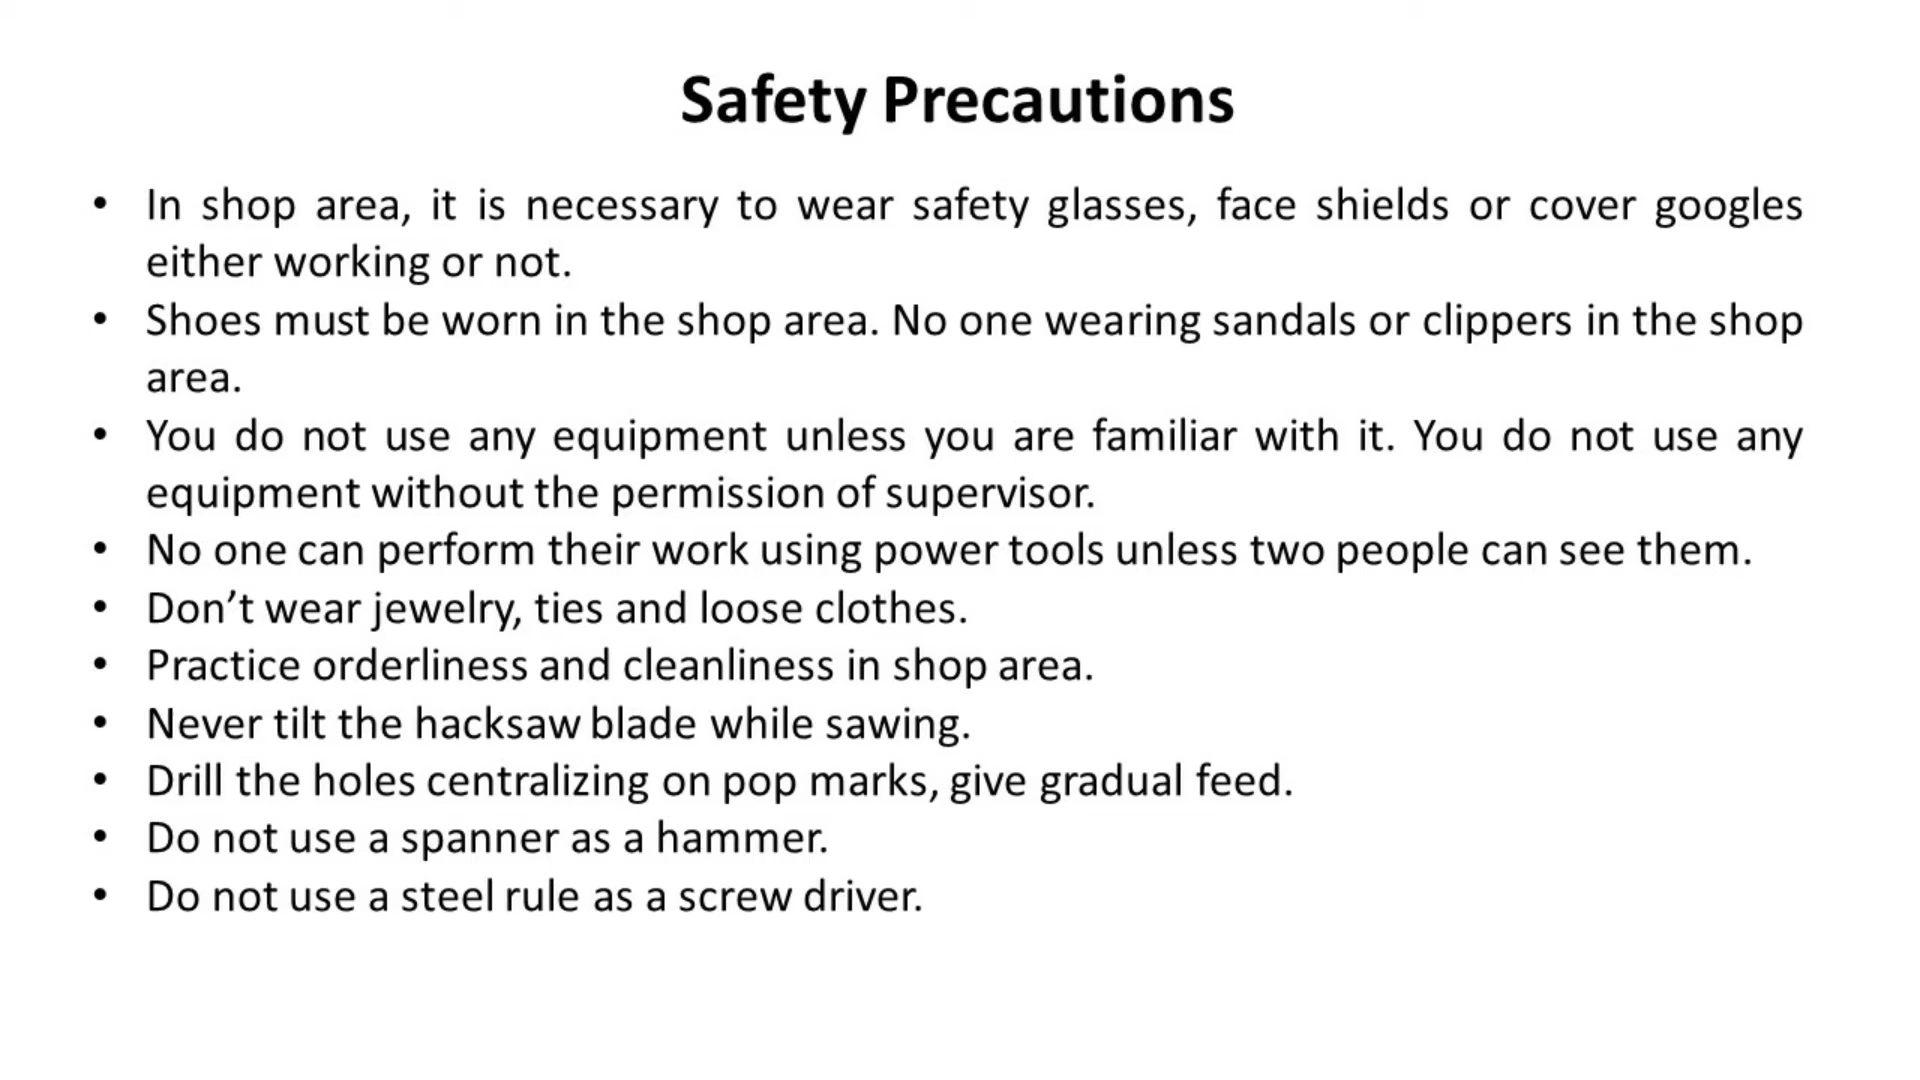 Safety Precautions
• In shop area, it is necessary to wear safety glasses, face shields or cover googles
either working or not.
• Shoes must be worn in the shop area. No one wearing sandals or clippers in the shop
area.
• You do not use any equipment unless you are familiar with it. You do not use any
equipment without the permission of supervisor.
• No one can perform their work using power tools unless two people can see them.
• Don’t wear jewelry, ties and loose clothes.
• Practice orderliness and cleanliness in shop area.
• Never tilt the hacksaw blade while sawing.
• Drill the holes centralizing on pop marks, give gradual feed.
• Do not use a spanner as a hammer.
• Do not use a steel rule as a screw driver.